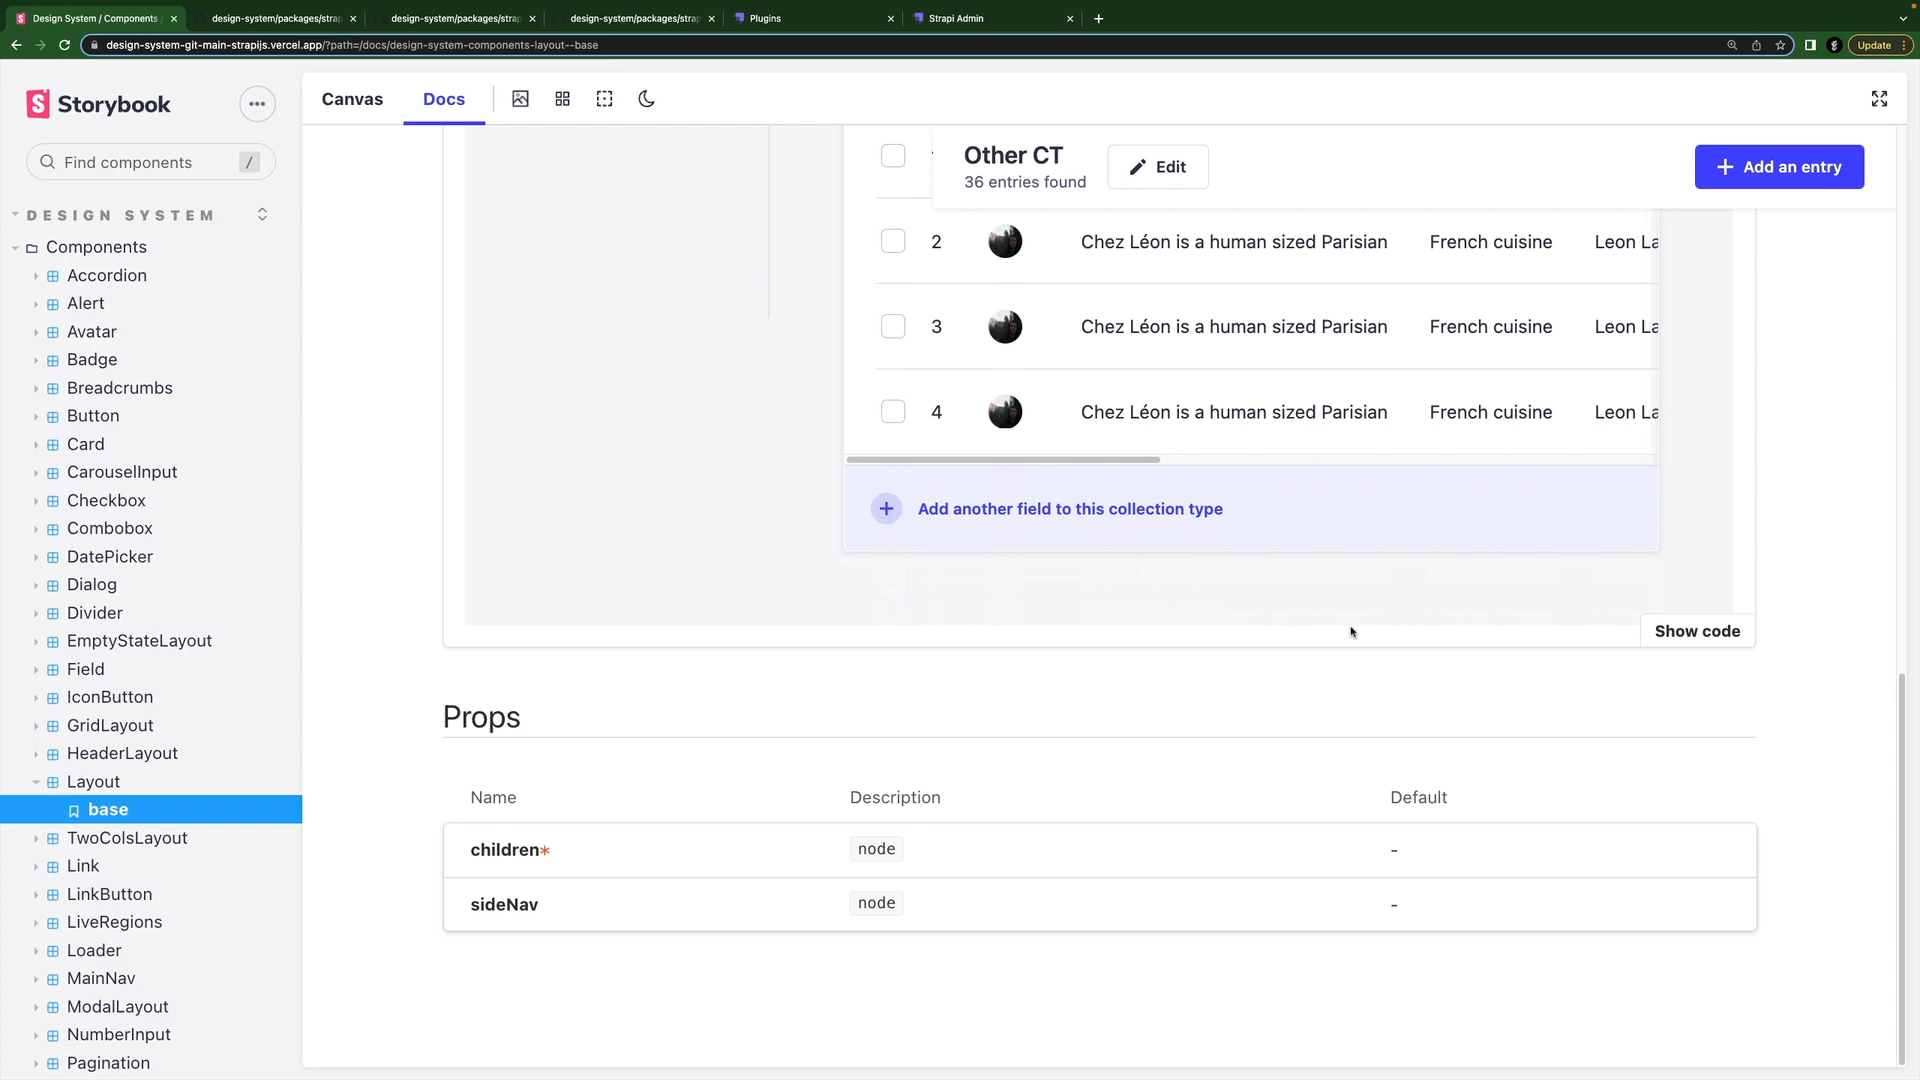 Design System / Components
design-system/packages/strap
design-system/packages/strap
design-system/packages/strap
Plugins
Strapi Admin
design-system-git-main-strapijs.vercel.app/?path=/docs/design-system-components-layout--base
Update
Storybook
Find components
/
DESIGN SYSTEM
Components
Accordion
Alert
Avatar
Badge
Breadcrumbs
Button
Card
CarouselInput
Checkbox
Combobox
DatePicker
Dialog
Divider
EmptyStateLayout
Field
IconButton
GridLayout
HeaderLayout
Layout
base
TwoColsLayout
Link
LinkButton
LiveRegions
Loader
MainNav
ModalLayout
NumberInput
Pagination
Canvas
Docs
Other CT
36 entries found
Edit
Add an entry
2 Chez Léon is a human sized Parisian French cuisine Leon La
3 Chez Léon is a human sized Parisian French cuisine Leon La
4 Chez Léon is a human sized Parisian French cuisine Leon La
Add another field to this collection type
Show code
Props
Name Description Default
children* node -
sideNav node -